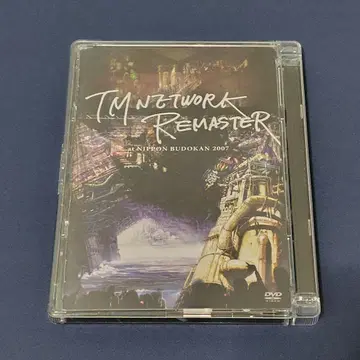 TM NETWORK
REMASTER
at NIPPON BUDOKAN 2007
DVD